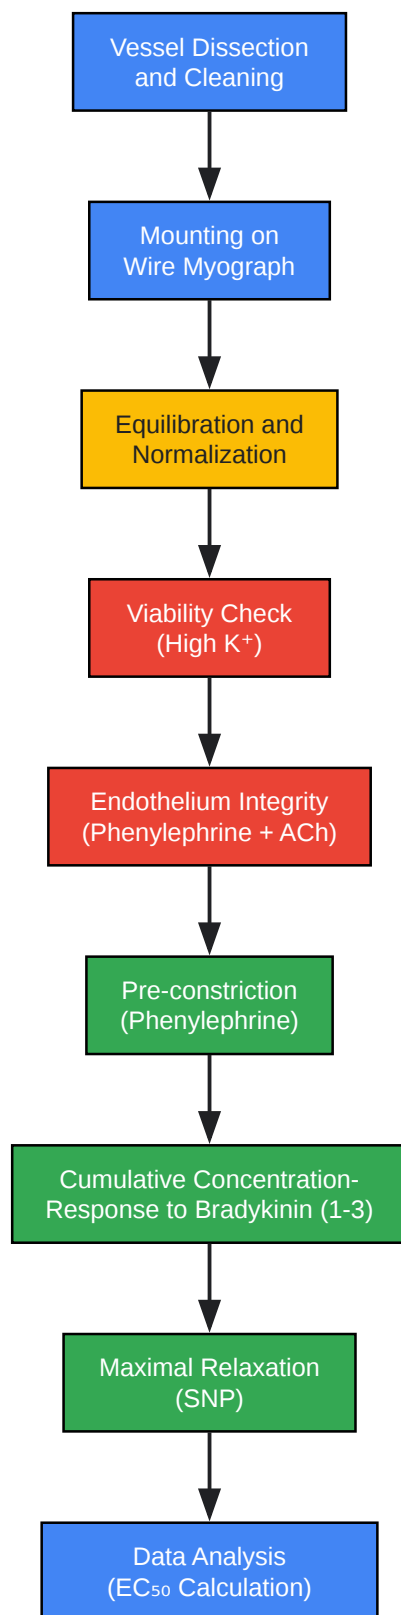 Vessel Dissection
and Cleaning
Mounting on
Wire Myograph
Equilibration and
Normalization
Viability Check
(High K⁺)
Endothelium Integrity
(Phenylephrine + ACh)
Pre-constriction
(Phenylephrine)
Cumulative Concentration-
Response to Bradykinin (1-3)
Maximal Relaxation
(SNP)
Data Analysis
(EC₅₀ Calculation)